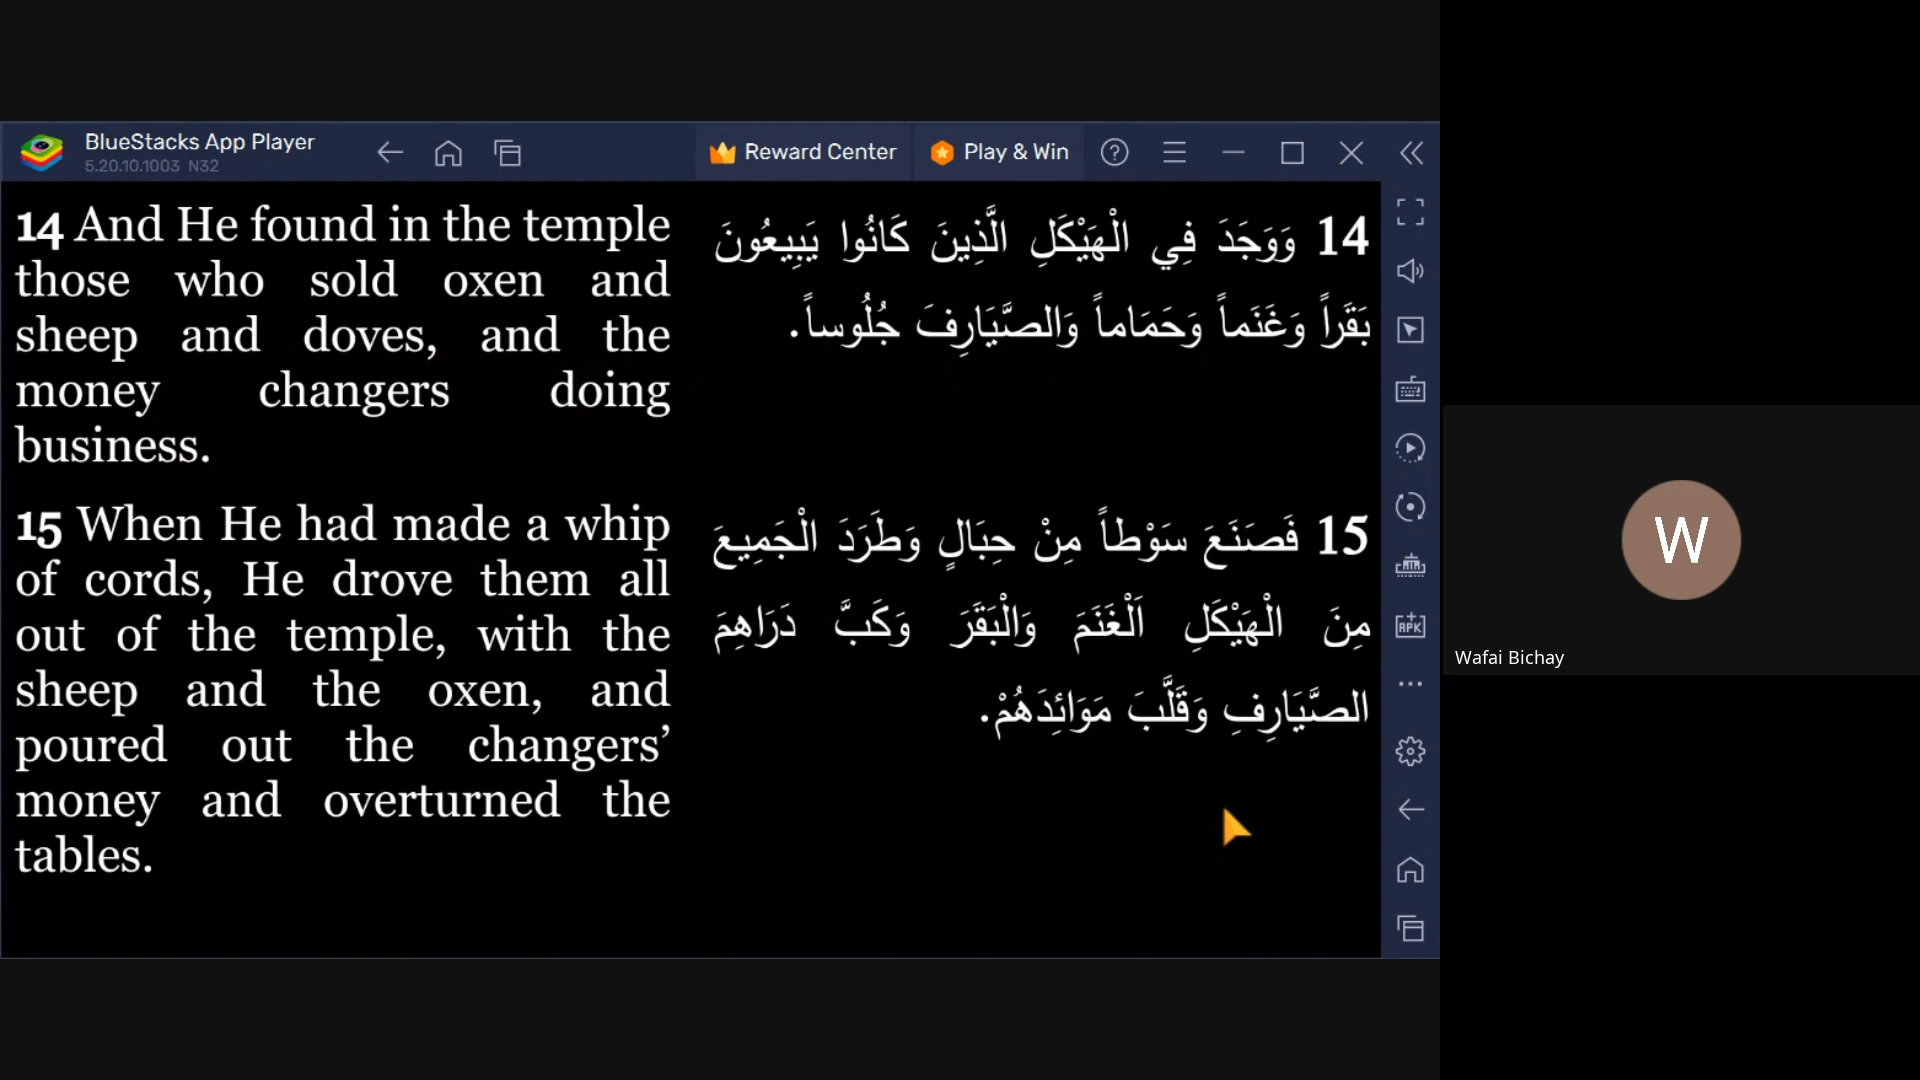 BlueStacks App Player
5.20.10.1003 N32
Reward Center
Play & Win
14 And He found in the temple
those who sold oxen and
sheep and doves, and the
money changers doing
business.
14 وَوَجَدَ فِي الْهَيْكَلِ الَّذِينَ كَانُوا يَبِيعُونَ
بَقَراً وَغَنَماً وَحَمَاماً وَالصَّيَارِفَ جُلُوساً.
15 When He had made a whip
of cords, He drove them all
out of the temple, with the
sheep and the oxen, and
poured out the changers’
money and overturned the
tables.
15 فَصَنَعَ سَوْطاً مِنْ حِبَالٍ وَطَرَدَ الْجَمِيعَ
مِنَ الْهَيْكَلِ اَلْغَنَمَ وَالْبَقَرَ وَكَبَّ دَرَاهِمَ
الصَّيَارِفِ وَقَلَّبَ مَوَائِدَهُمْ.
APK
W
Wafai Bichay